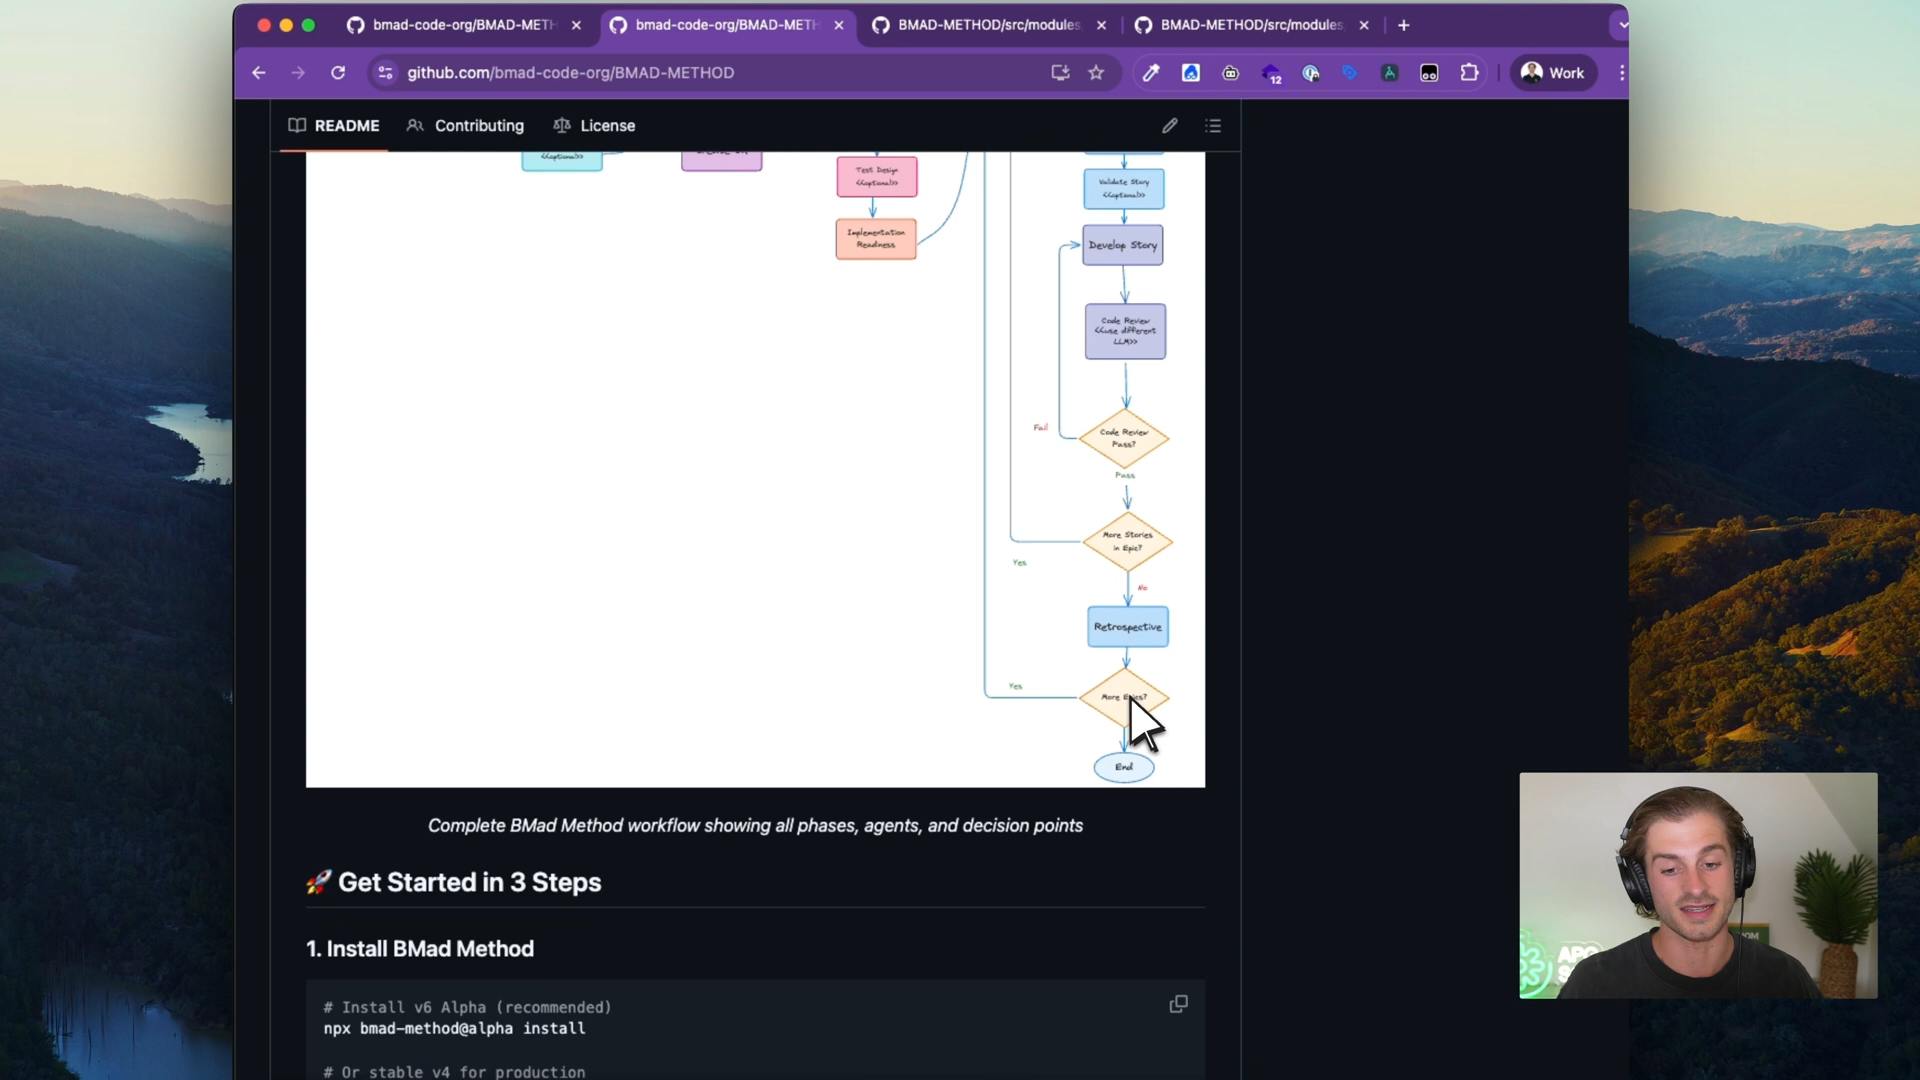 bmad-code-org/BMAD-METH
bmad-code-org/BMAD-METH
BMAD-METHOD/src/modules
BMAD-METHOD/src/modules
github.com/bmad-code-org/BMAD-METHOD
12
Work
README
Contributing
License
<<optional>>
Test Design
<<optional>>
Implementation
Readiness
Validate Story
<<optional>>
Develop Story
Code Review
<<use different
LLM>>
Fail
Code Review
Pass?
Pass
More Stories
in Epic?
Yes
No
Retrospective
Yes
More Epics?
End
Complete BMad Method workflow showing all phases, agents, and decision points
🚀 Get Started in 3 Steps
1. Install BMad Method
# Install v6 Alpha (recommended)
npx bmad-method@alpha install
# Or stable v4 for production